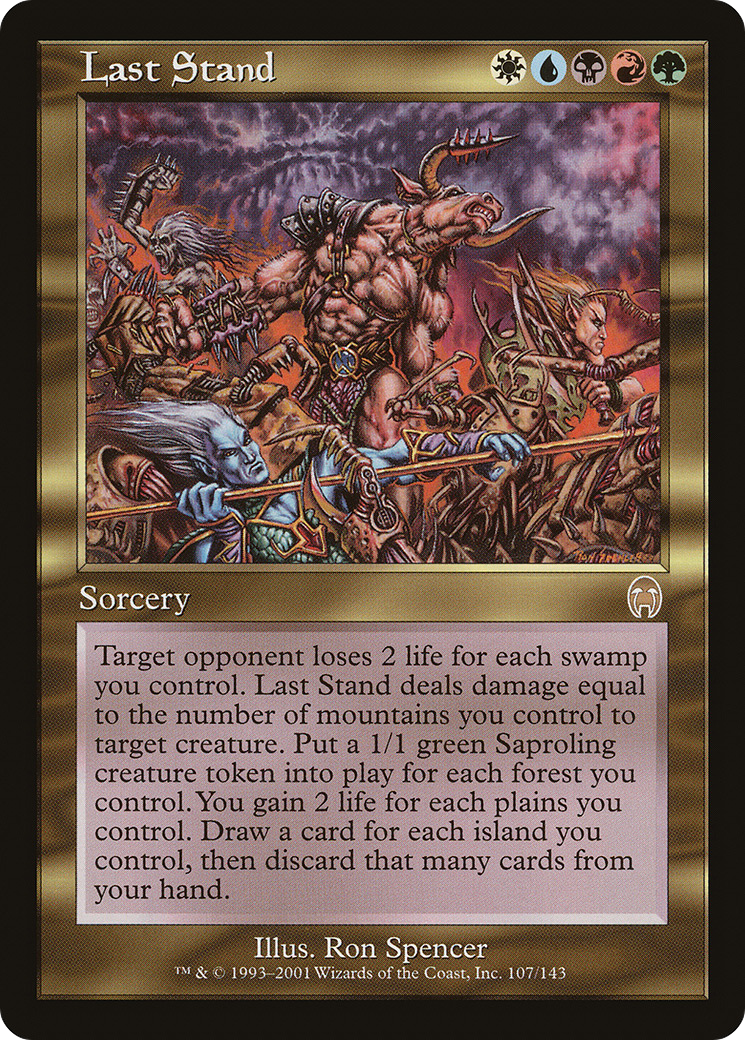 Last Stand
Sorcery
Target opponent loses 2 life for each swamp
you control. Last Stand deals damage equal
to the number of mountains you control to
target creature. Put a 1/1 green Saproling
creature token into play for each forest you
control. You gain 2 life for each plains you
control. Draw a card for each island you
control, then discard that many cards from
your hand.
Illus. Ron Spencer
™ & © 1993–2001 Wizards of the Coast, Inc. 107/143